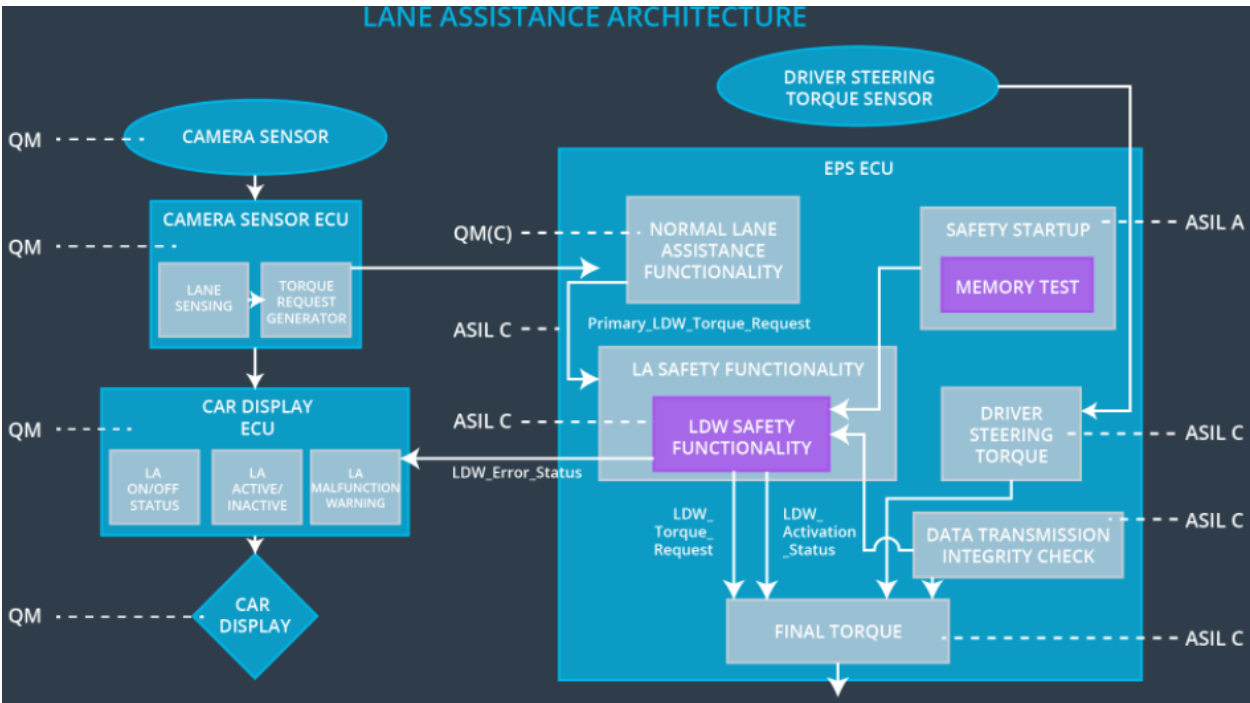 LANE ASSISTANCE ARCHITECTURE
DRIVER STEERING
TORQUE SENSOR
QM
CAMERA SENSOR
EPS ECU
CAMERA SENSOR ECU
QM
LANE
SENSING
TORQUE
REQUEST
GENERATOR
QM(C)
NORMAL LANE
ASSISTANCE
FUNCTIONALITY
SAFETY STARTUP
MEMORY TEST
ASIL A
ASIL C
Primary_LDW_Torque_Request
LA SAFETY FUNCTIONALITY
ASIL C
LDW SAFETY
FUNCTIONALITY
DRIVER
STEERING
TORQUE
ASIL C
CAR DISPLAY
ECU
QM
LA
ON/OFF
STATUS
LA
ACTIVE/
INACTIVE
LA
MALFUNCTION
WARNING
LDW_Error_Status
LDW_
Torque_
Request
LDW_
Activation
_Status
DATA TRANSMISSION
INTEGRITY CHECK
ASIL C
QM
CAR
DISPLAY
FINAL TORQUE
ASIL C